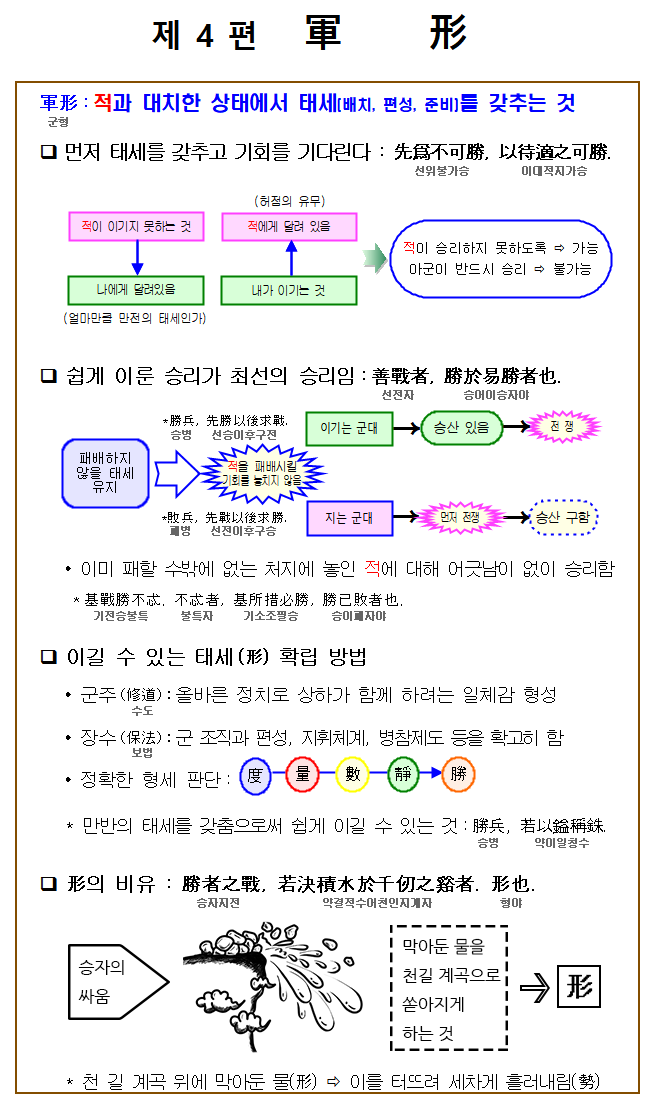 제 4 편 軍 形
軍形 : 적과 대치한 상태에서 태세(배치, 편성, 준비)를 갖추는 것
군형
❑ 먼저 태세를 갖추고 기회를 기다린다 : 先爲不可勝, 以待適之可勝.
선위불가승 이대적지가승
(허점의 유무)
적이 이기지 못하는 것 적에게 달려 있음
적이 승리하지 못하도록 ⇨ 가능
아군이 반드시 승리 ⇨ 불가능
나에게 달려있음 내가 이기는 것
(얼마만큼 만전의 태세인가)
❑ 쉽게 이룬 승리가 최선의 승리임 : 善戰者, 勝於易勝者也.
선전자 승어이승자야
*勝兵, 先勝以後求戰.
승병 선승이후구전
이기는 군대 승산 있음 전 쟁
패배하지
않을 태세
유지
적을 패배시킬
기회를 놓치지 않음
*敗兵, 先戰以後求勝.
패병 선전이후구승
지는 군대 먼저 전쟁 승산 구함
• 이미 패할 수밖에 없는 처지에 놓인 적에 대해 어긋남이 없이 승리함
* 基戰勝不忒. 不忒者, 基所措必勝, 勝已敗者也.
기전승불특 불특자 기소조필승 승이패자야
❑ 이길 수 있는 태세(形) 확립 방법
• 군주(修道) : 올바른 정치로 상하가 함께 하려는 일체감 형성
수도
• 장수(保法) : 군 조직과 편성, 지휘체계, 병참제도 등을 확고히 함
보법
• 정확한 형세 판단 : 度 量 數 靜 勝
* 만반의 태세를 갖춤으로써 쉽게 이길 수 있는 것 : 勝兵, 若以鎰稱銖.
승병 약이일칭수
❑ 形의 비유 : 勝者之戰, 若決積水於千仞之谿者. 形也.
승자지전 약결적수어천인지계자 형야
승자의
싸움
막아둔 물을
천길 계곡으로
쏟아지게
하는 것
形
* 천 길 계곡 위에 막아둔 물(形) ⇨ 이를 터뜨려 세차게 흘러내림(勢)